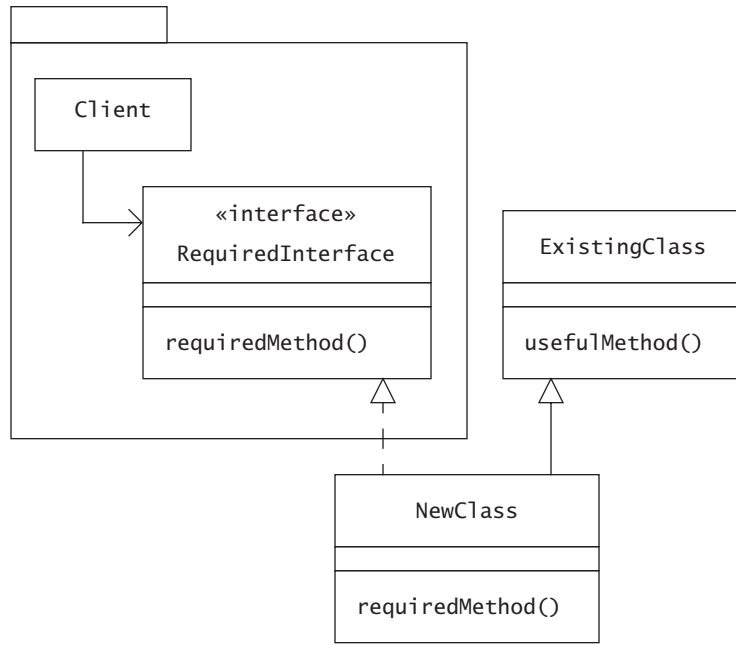 Client
«interface»
RequiredInterface
requiredMethod()
ExistingClass
usefulMethod()
NewClass
requiredMethod()